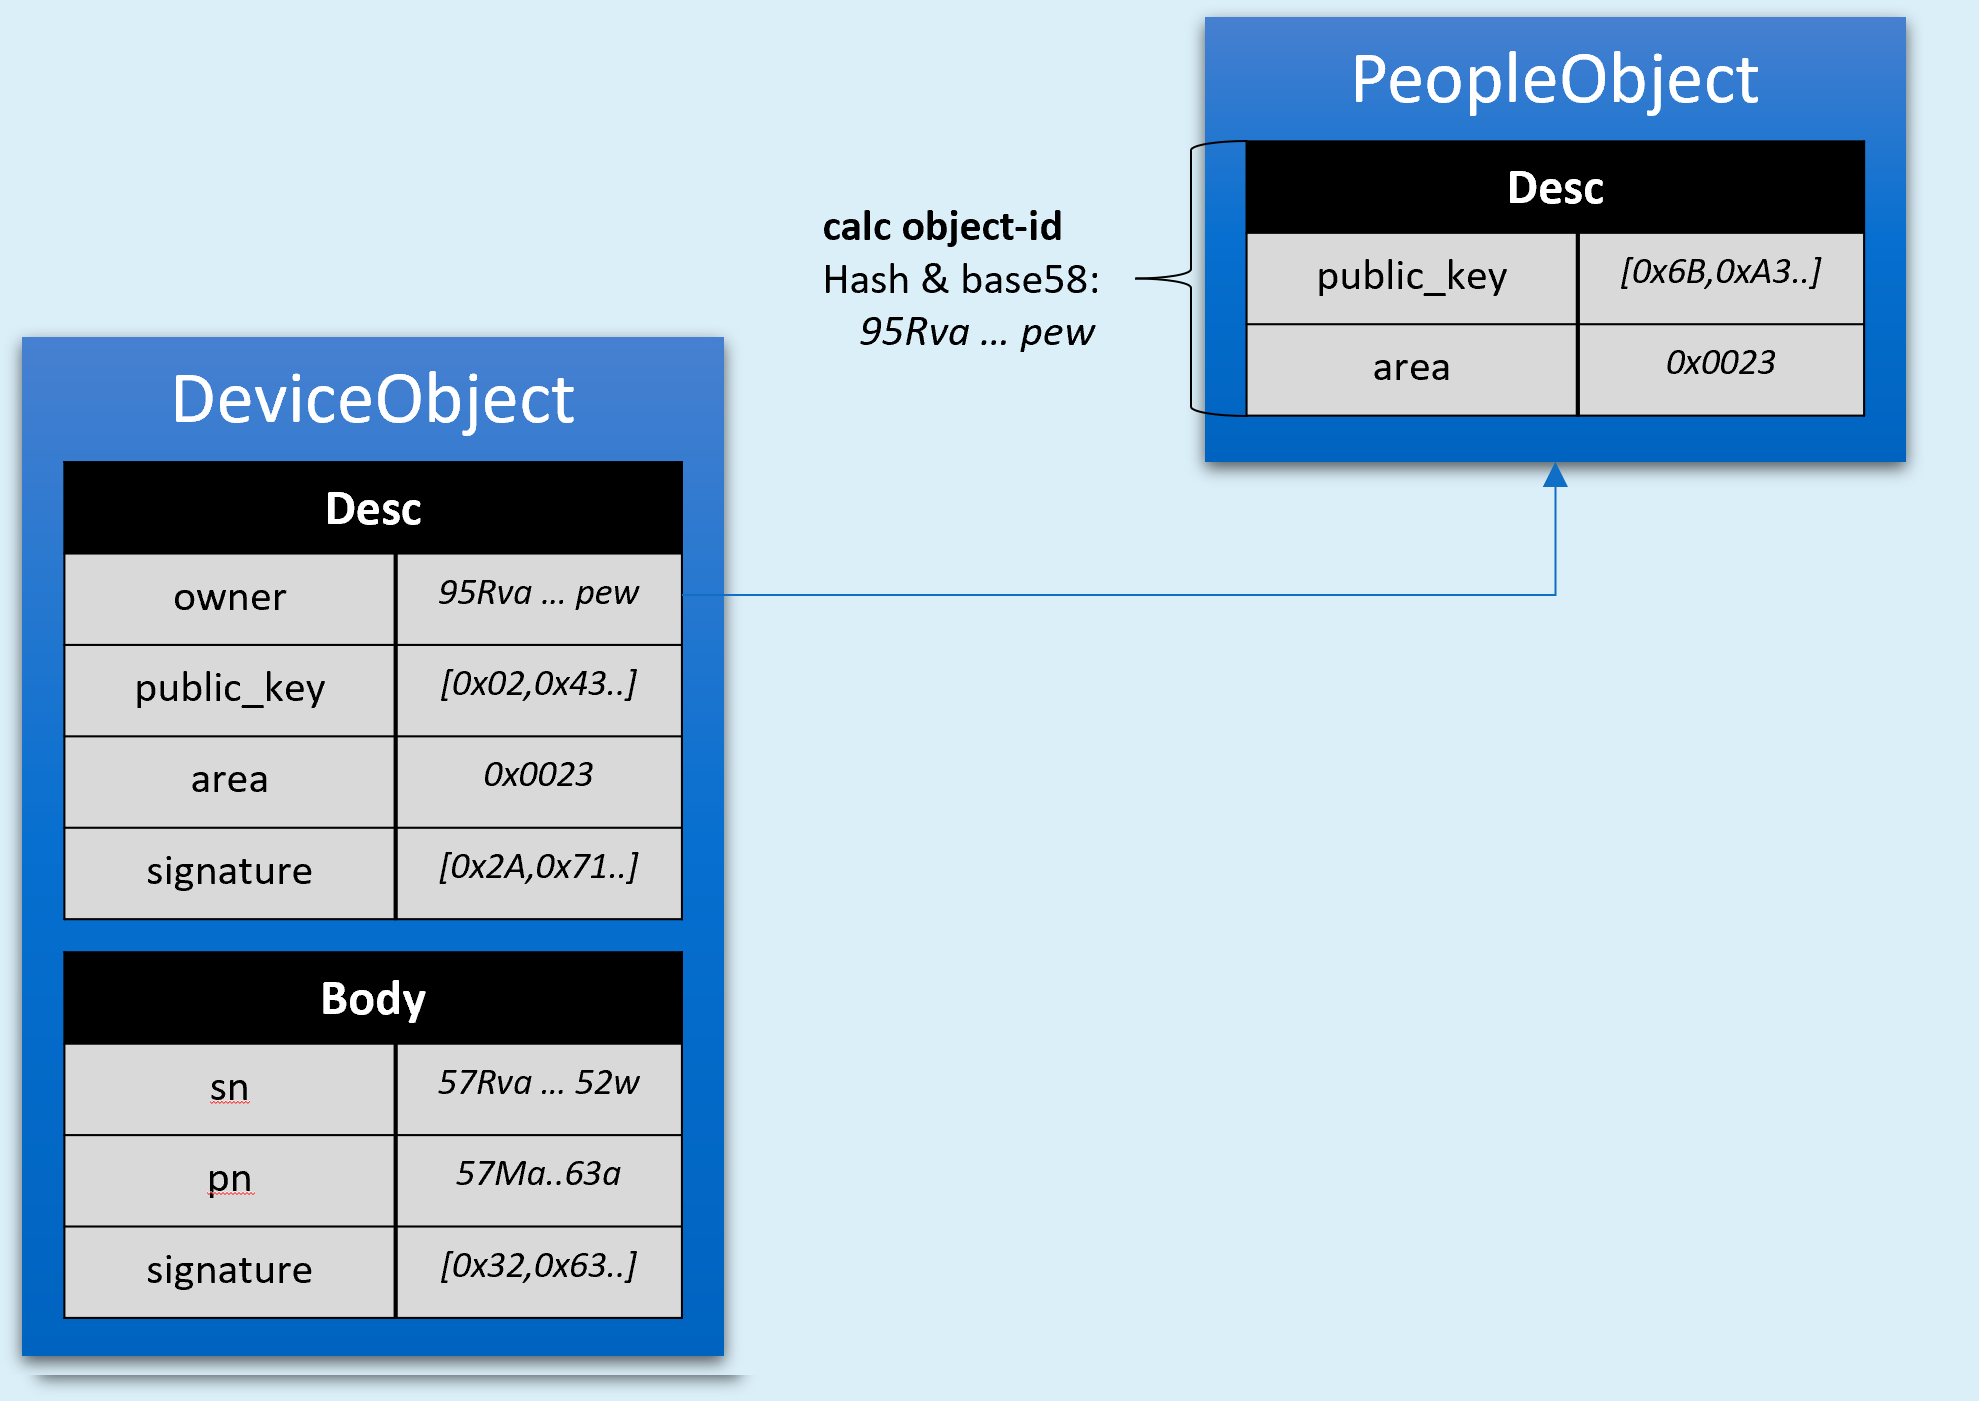 PeopleObject
Desc
public_key [0x6B,0xA3..]
area 0x0023
calc object-id
Hash & base58:
95Rva ... pew
DeviceObject
Desc
owner 95Rva ... pew
public_key [0x02,0x43..]
area 0x0023
signature [0x2A,0x71..]
Body
sn 57Rva ... 52w
pn 57Ma..63a
signature [0x32,0x63..]